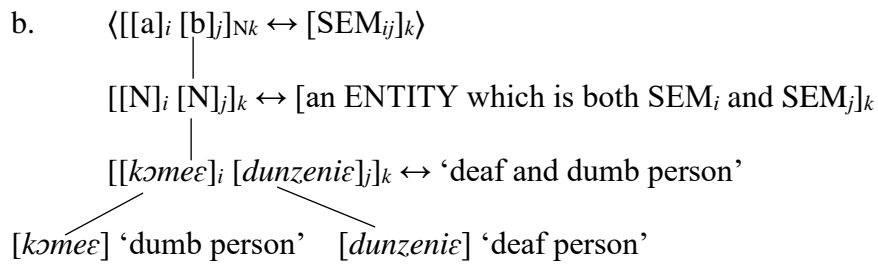 b. ⟨[[a]i [b]j]Nk ↔ [SEMij]k⟩
[[N]i [N]j]k ↔ [an ENTITY which is both SEMi and SEMj]k
[[kɔmeɛ]i [dunzeniɛ]j]k ↔ ‘deaf and dumb person’
[kɔmeɛ] ‘dumb person’ [dunzeniɛ] ‘deaf person’